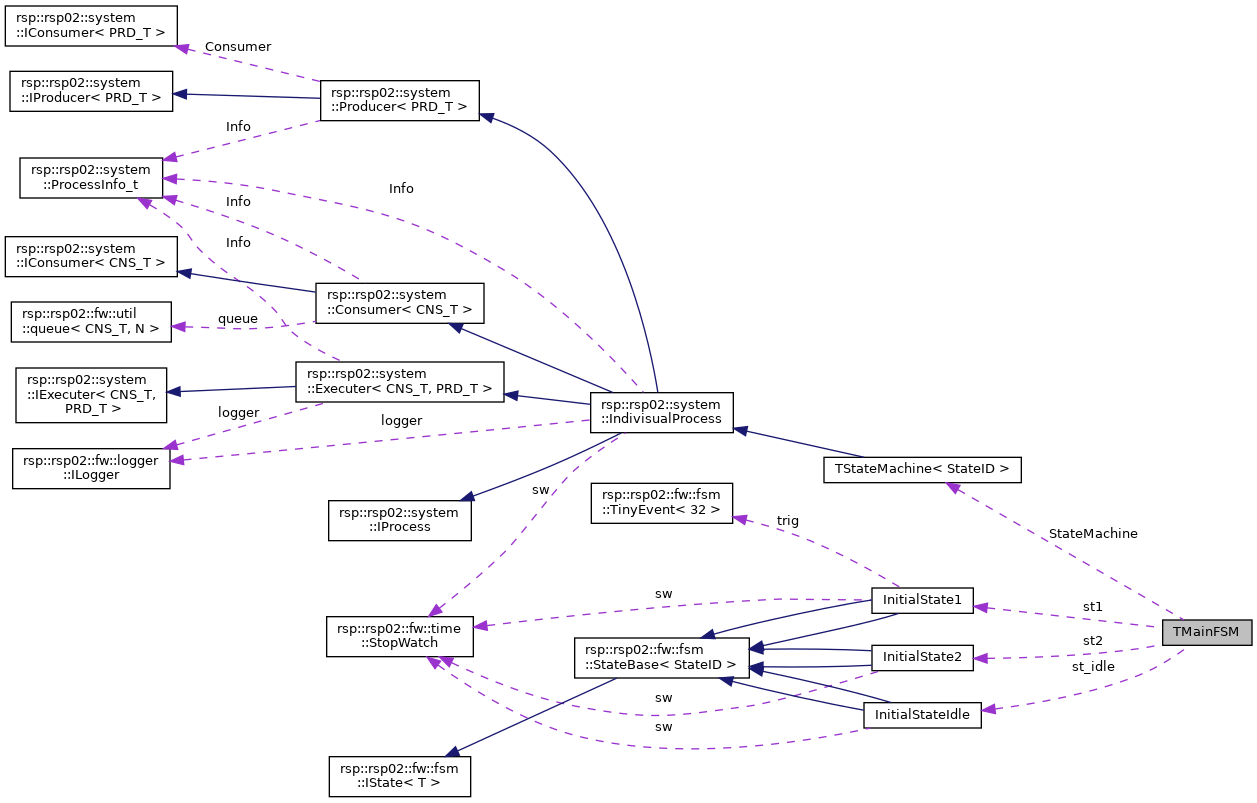 rsp::rsp02::system
::IConsumer< PRD_T >
Consumer
rsp::rsp02::system
::IProducer< PRD_T >
rsp::rsp02::system
::Producer< PRD_T >
Info
rsp::rsp02::system
::ProcessInfo_t
Info
Info
Info
rsp::rsp02::system
::IConsumer< CNS_T >
rsp::rsp02::system
::Consumer< CNS_T >
rsp::rsp02::fw::util
::queue< CNS_T, N >
queue
rsp::rsp02::system
::IExecuter< CNS_T,
PRD_T >
rsp::rsp02::system
::Executer< CNS_T, PRD_T >
logger
logger
rsp::rsp02::system
::IndivisualProcess
rsp::rsp02::fw::logger
::ILogger
TStateMachine< StateID >
sw
rsp::rsp02::system
::IProcess
rsp::rsp02::fw::fsm
::TinyEvent< 32 >
trig
StateMachine
sw
InitialState1
st1
rsp::rsp02::fw::time
::StopWatch
TMainFSM
rsp::rsp02::fw::fsm
::StateBase< StateID >
InitialState2
st2
st_idle
sw
InitialStateIdle
sw
rsp::rsp02::fw::fsm
::IState< T >